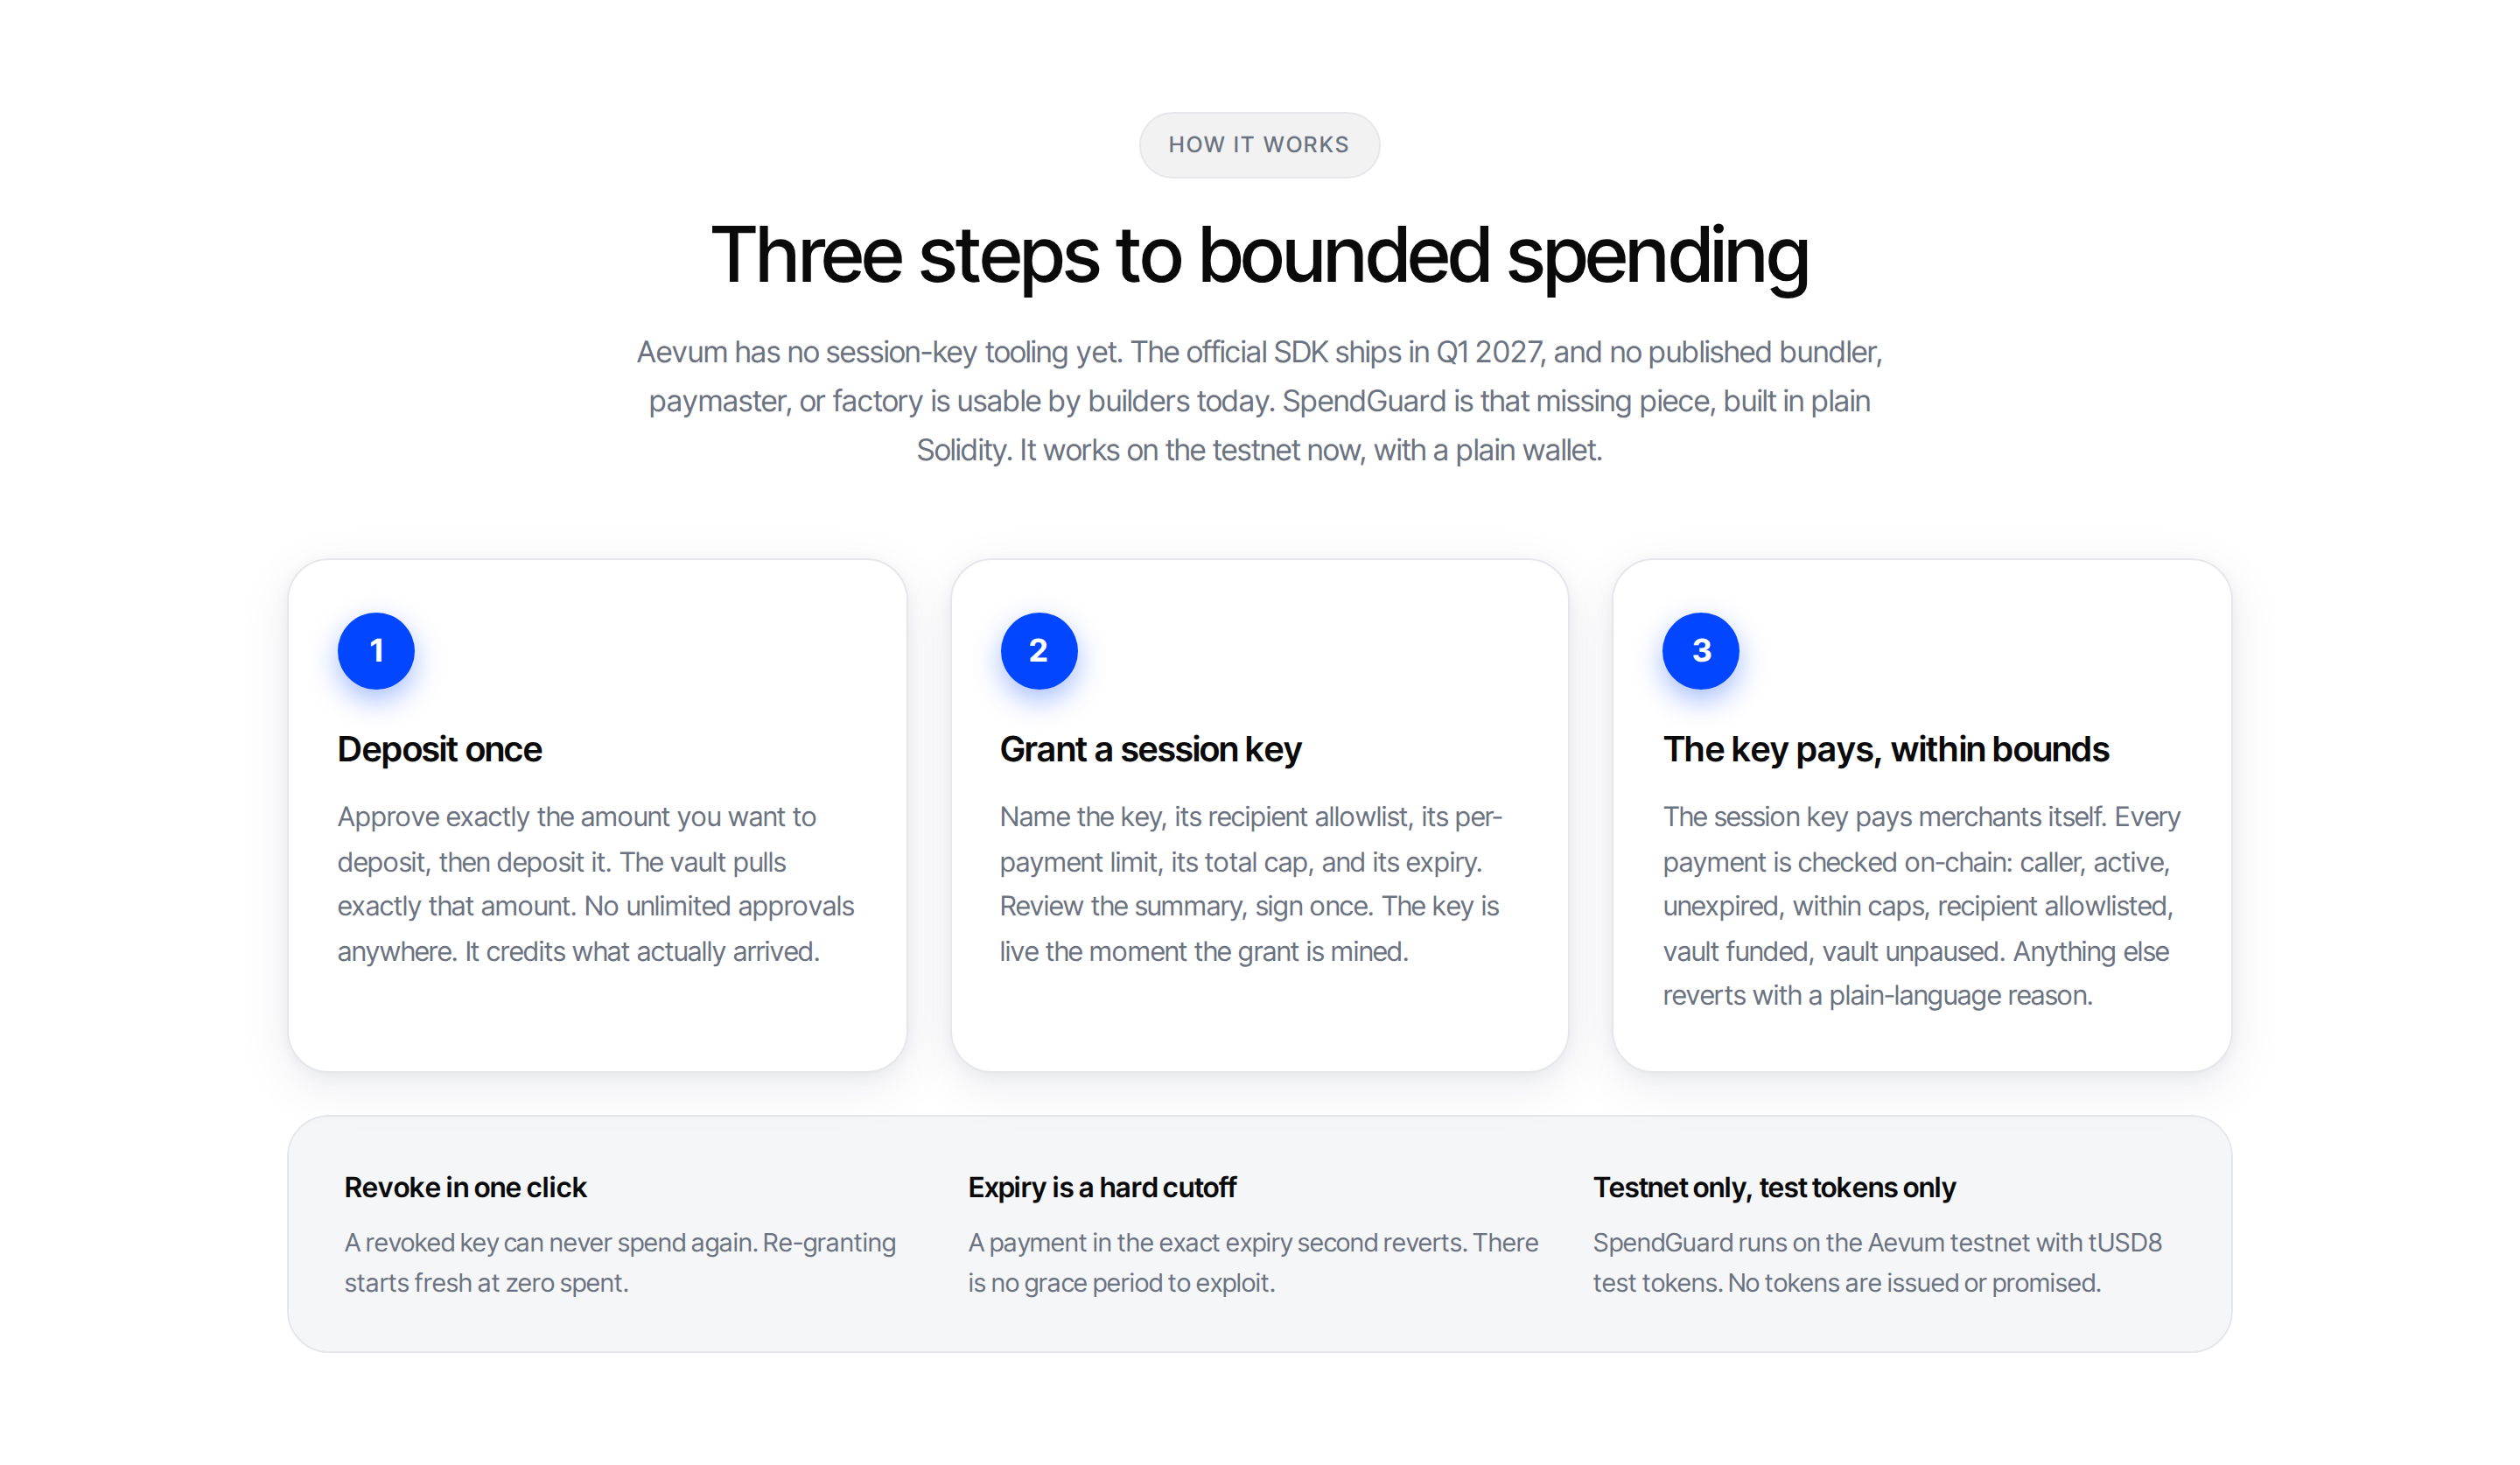 HOW IT WORKS
Three steps to bounded spending
Aevum has no session-key tooling yet. The official SDK ships in Q1 2027, and no published bundler,
paymaster, or factory is usable by builders today. SpendGuard is that missing piece, built in plain
Solidity. It works on the testnet now, with a plain wallet.
1
Deposit once
Approve exactly the amount you want to
deposit, then deposit it. The vault pulls
exactly that amount. No unlimited approvals
anywhere. It credits what actually arrived.
2
Grant a session key
Name the key, its recipient allowlist, its per-
payment limit, its total cap, and its expiry.
Review the summary, sign once. The key is
live the moment the grant is mined.
3
The key pays, within bounds
The session key pays merchants itself. Every
payment is checked on-chain: caller, active,
unexpired, within caps, recipient allowlisted,
vault funded, vault unpaused. Anything else
reverts with a plain-language reason.
Revoke in one click
A revoked key can never spend again. Re-granting
starts fresh at zero spent.
Expiry is a hard cutoff
A payment in the exact expiry second reverts. There
is no grace period to exploit.
Testnet only, test tokens only
SpendGuard runs on the Aevum testnet with tUSD8
test tokens. No tokens are issued or promised.